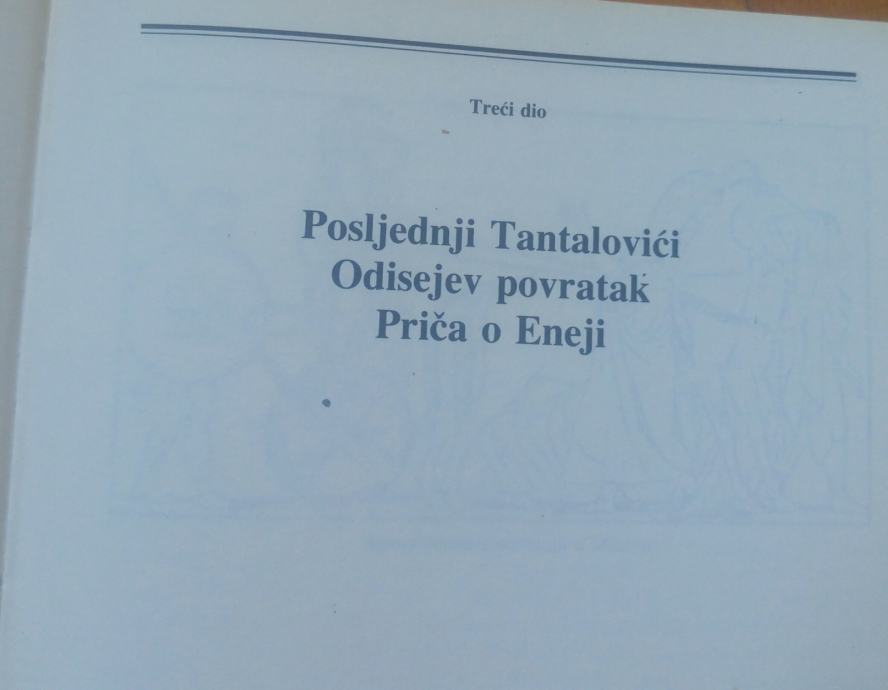 Treći dio
Posljednji Tantalovići
Odisejev povratak
Priča o Eneji